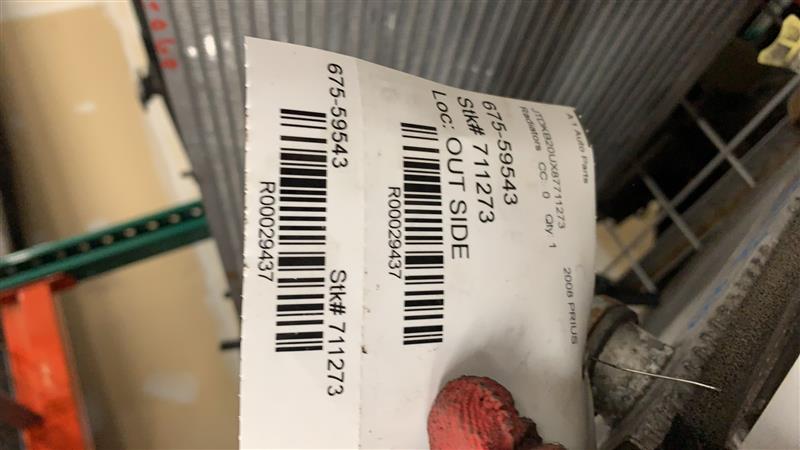 A 1 Auto Parts
JTDKB20UX87711273 2008 PRIUS
Radiators CC: 0 Qty: 1
675-59543
Stk# 711273
Loc: OUT SIDE
R00029437
675-59543 Stk# 711273
R00029437